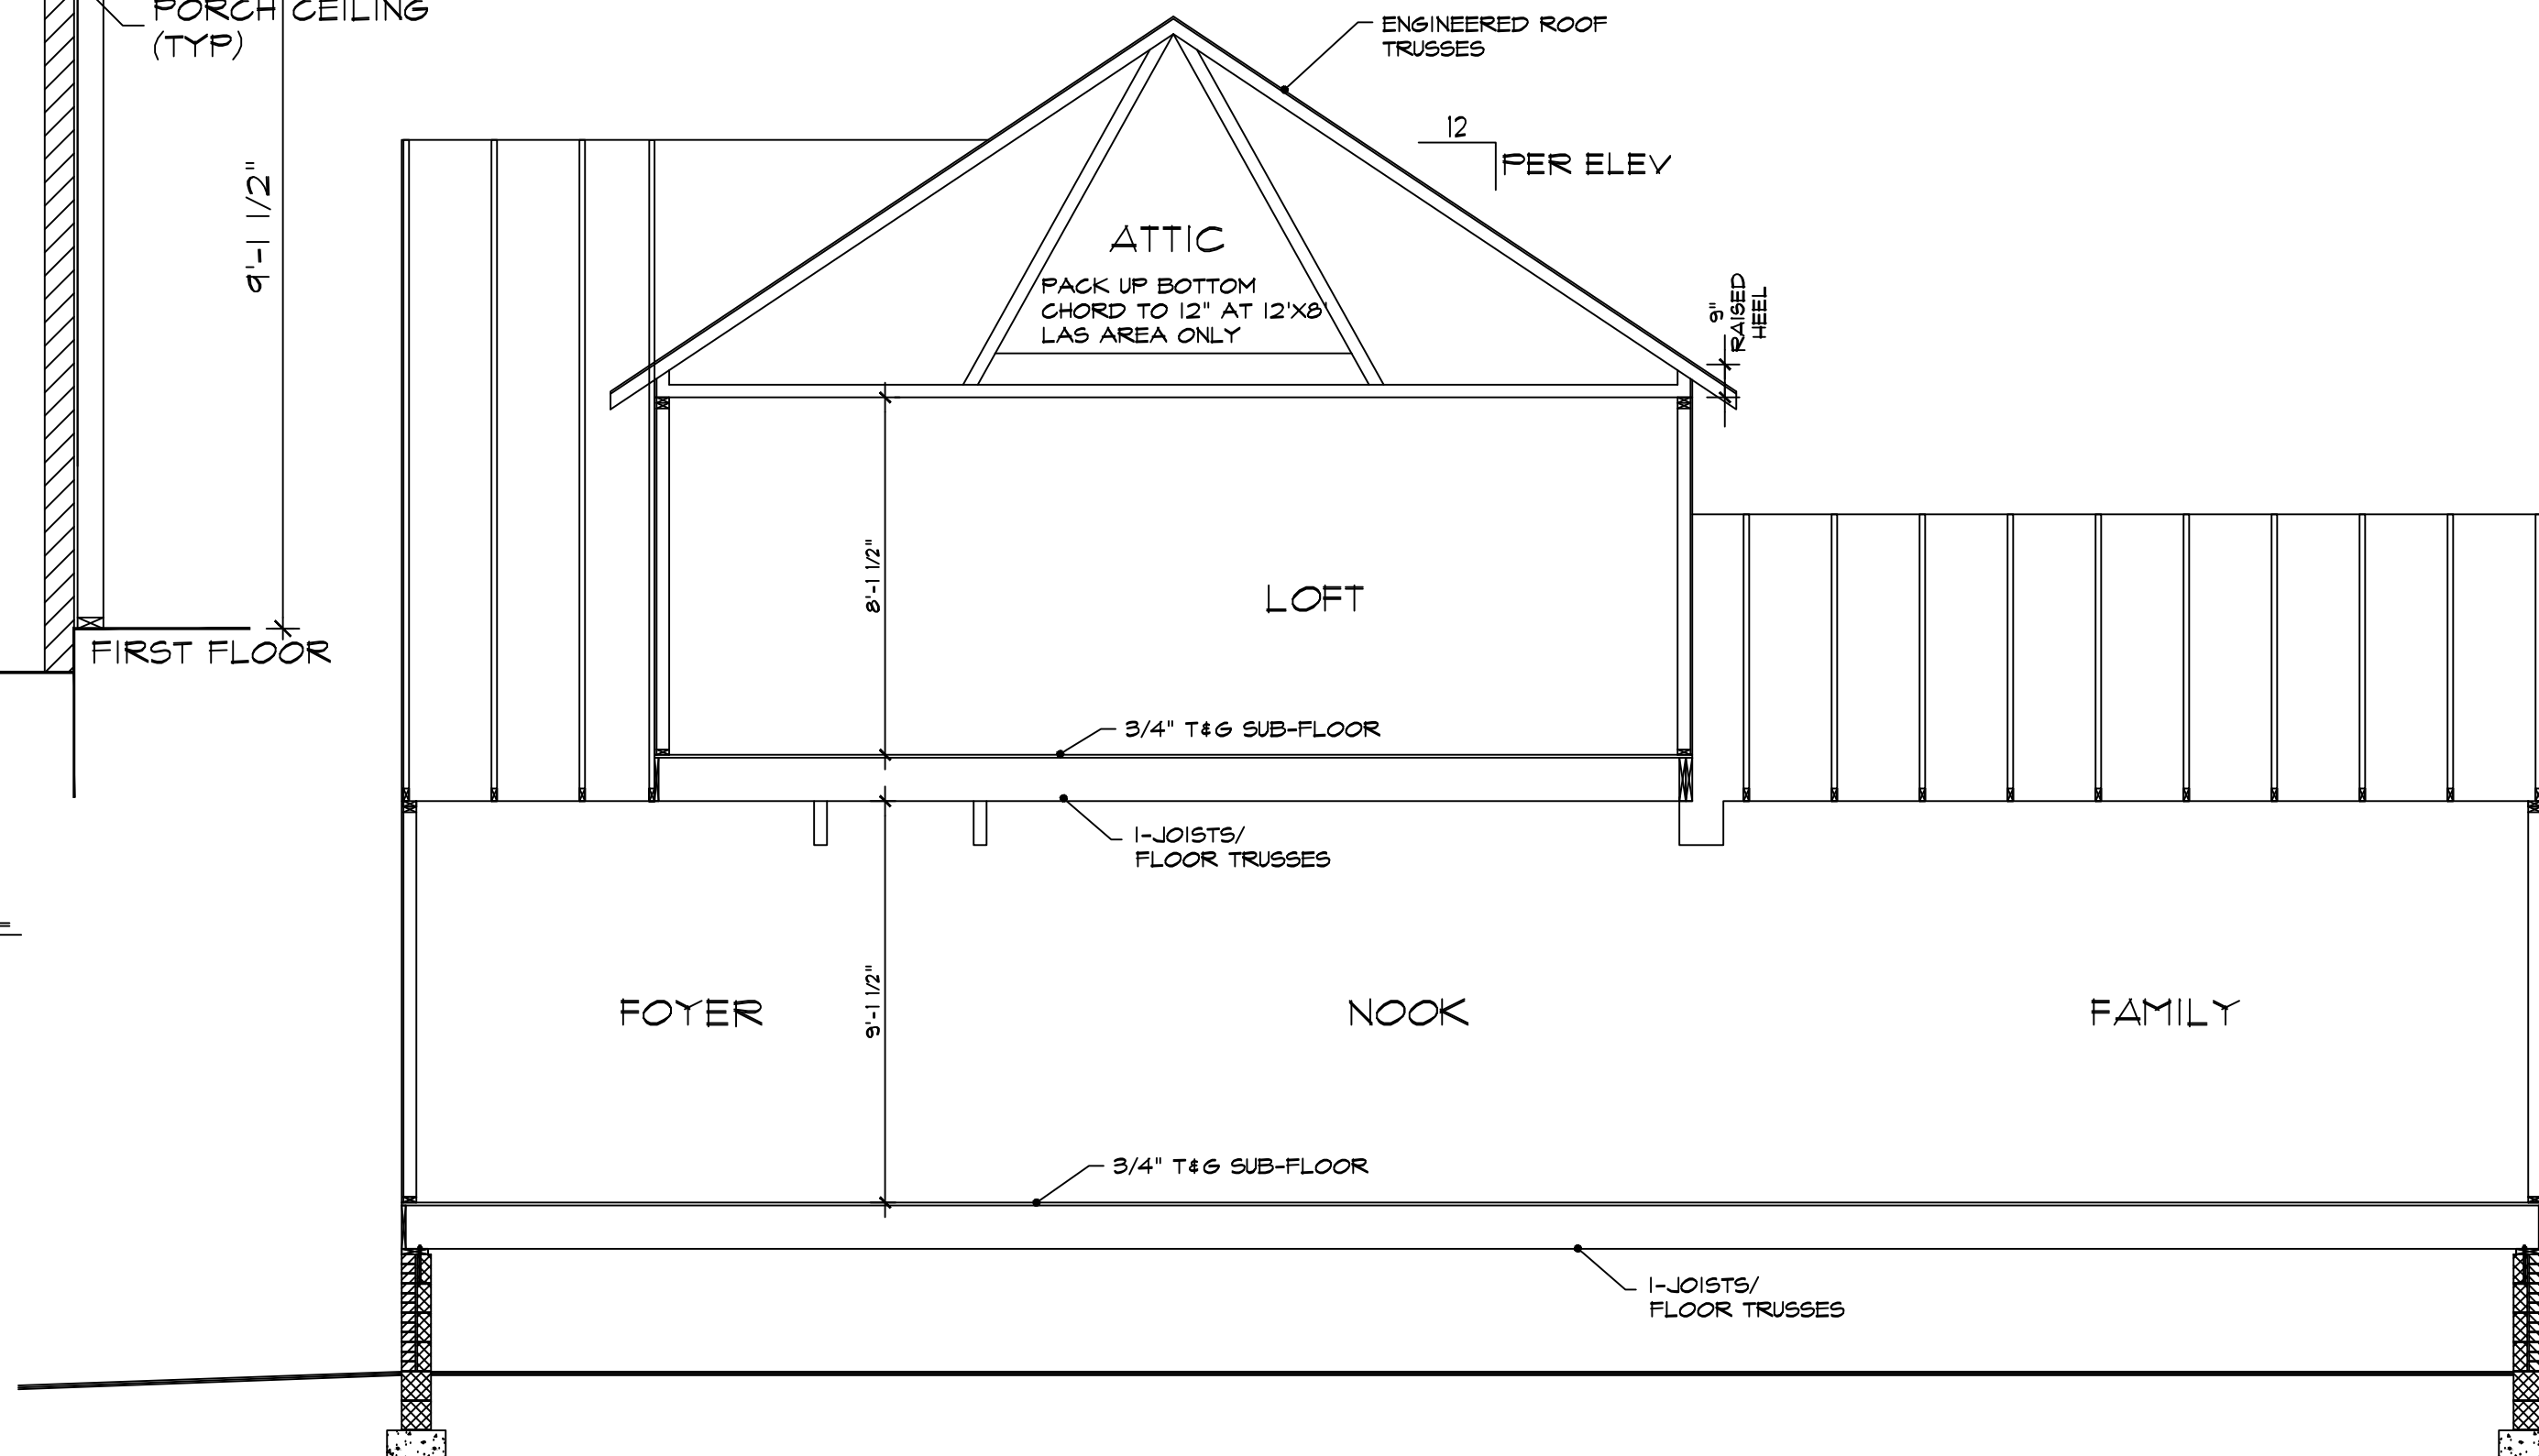 PORCH CEILING
(TYP)
9'-1 1/2"
FIRST FLOOR
ENGINEERED ROOF
TRUSSES
12
PER ELEV
ATTIC
PACK UP BOTTOM
CHORD TO 12" AT 12'X8'
LAS AREA ONLY
9"
RAISED
HEEL
8'-1 1/2"
LOFT
3/4" T&G SUB-FLOOR
I-JOISTS/
FLOOR TRUSSES
FOYER
9'-1 1/2"
NOOK
FAMILY
3/4" T&G SUB-FLOOR
I-JOISTS/
FLOOR TRUSSES